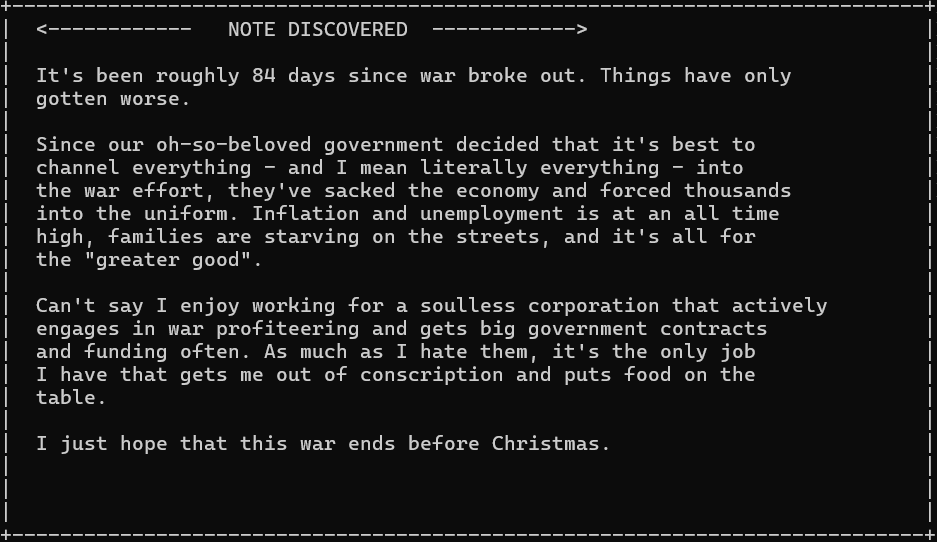 <------------   NOTE DISCOVERED  ------------>
It's been roughly 84 days since war broke out. Things have only
gotten worse.
Since our oh-so-beloved government decided that it's best to
channel everything - and I mean literally everything - into
the war effort, they've sacked the economy and forced thousands
into the uniform. Inflation and unemployment is at an all time
high, families are starving on the streets, and it's all for
the "greater good".
Can't say I enjoy working for a soulless corporation that actively
engages in war profiteering and gets big government contracts
and funding often. As much as I hate them, it's the only job
I have that gets me out of conscription and puts food on the
table.
I just hope that this war ends before Christmas.